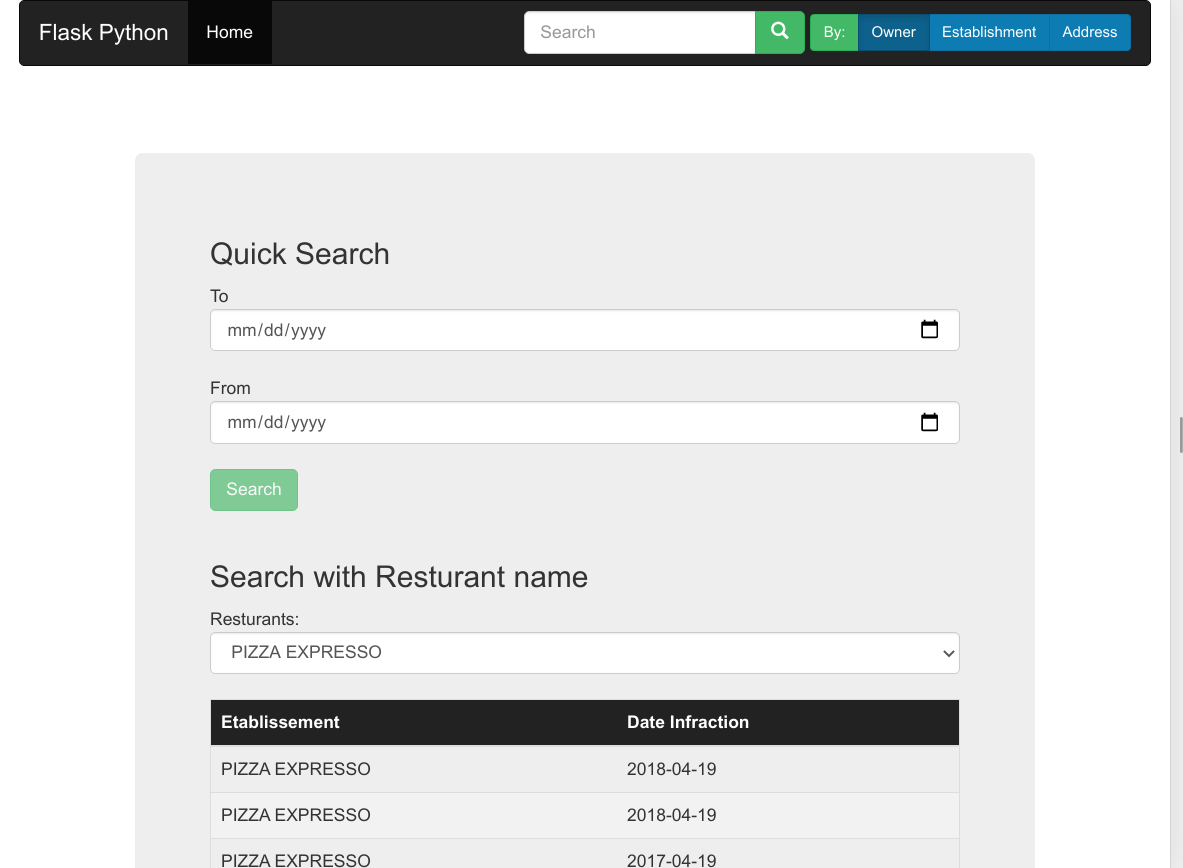 Flask Python Home Search By: Owner Establishment Address
Quick Search
To
mm/dd/yyyy
From
mm/dd/yyyy
Search
Search with Resturant name
Resturants:
PIZZA EXPRESSO
Etablissement Date Infraction
PIZZA EXPRESSO 2018-04-19
PIZZA EXPRESSO 2018-04-19
PIZZA EXPRESSO 2017-04-19